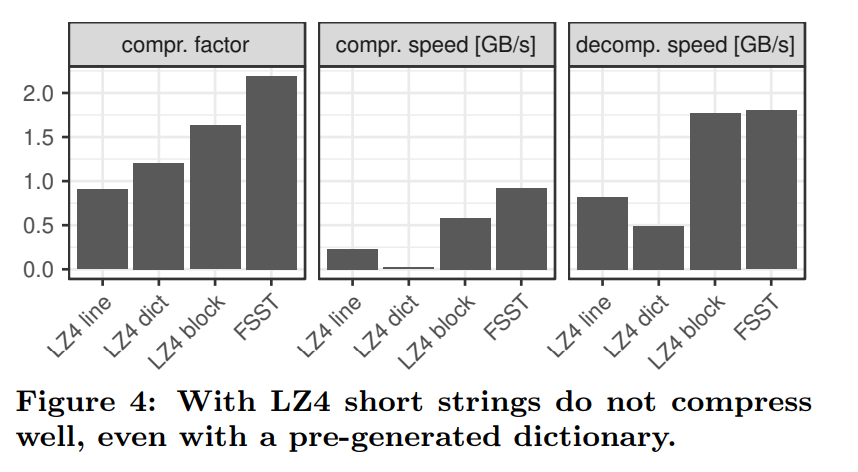 compr. factor
compr. speed [GB/s]
decomp. speed [GB/s]
2.0
1.5
1.0
0.5
0.0
LZ4 line
LZ4 dict
LZ4 block
FSST
LZ4 line
LZ4 dict
LZ4 block
FSST
LZ4 line
LZ4 dict
LZ4 block
FSST
Figure 4: With LZ4 short strings do not compress
well, even with a pre-generated dictionary.